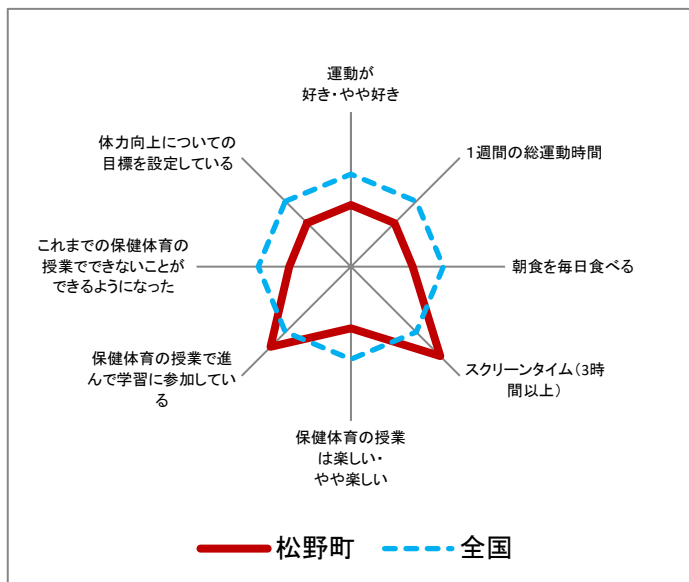 運動が
好き・やや好き
1週間の総運動時間
朝食を毎日食べる
スクリーンタイム(3時
間以上)
保健体育の授業
は楽しい・
やや楽しい
保健体育の授業で進
んで学習に参加してい
る
これまでの保健体育の
授業でできないことが
できるようになった
体力向上についての
目標を設定している
松野町
全国